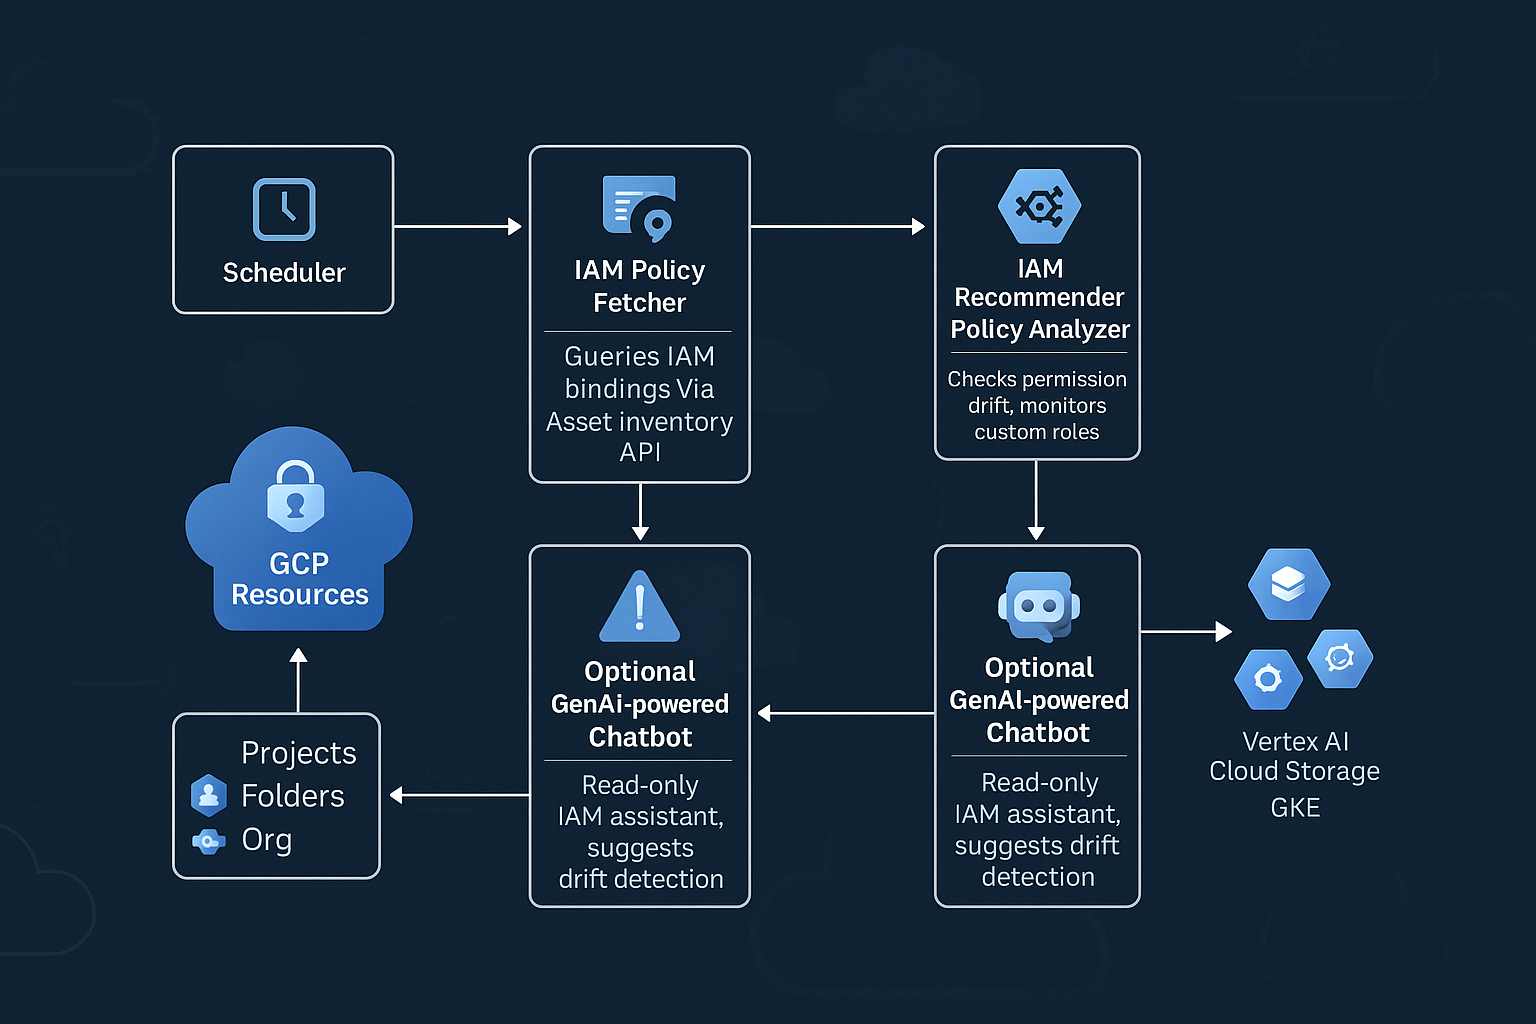 Scheduler
IAM Policy
Fetcher
Gueries IAM
bindings Via
Asset inventory
API
IAM
Recommender
Policy Analyzer
Checks permission
drift, monitors
custom roles
GCP
Resources
Projects
Folders
Org
Optional
GenAi-powered
Chatbot
Read-only
IAM assistant,
suggests
drift detection
Optional
GenAI-powered
Chatbot
Read-only
IAM assistant,
suggests drift
detection
Vertex AI
Cloud Storage
GKE